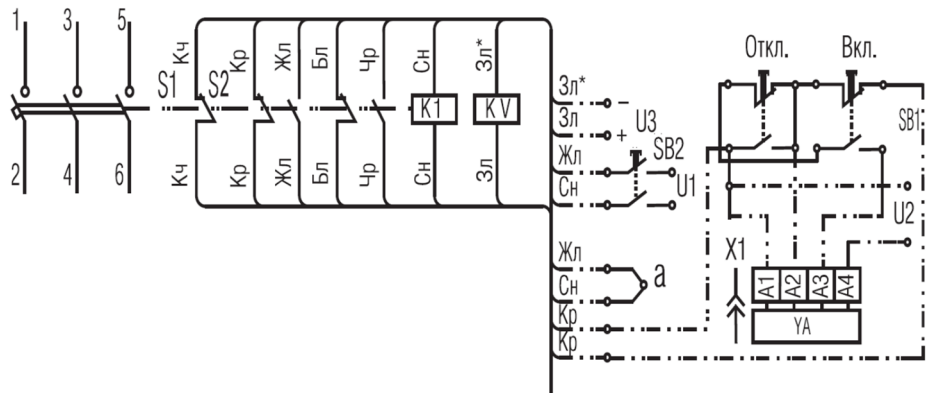 1 3 5
Откл. Вкл.
Кч Кр Жл Бл Чр Сн Зл*
S1 S2
K1 KV
Зл* −
Зл + U3
SB1
2 4 6
Кч Кр Жл Бл Чр Сн Зл
Жл SB2
Сн U1
U2
X1
Жл
Сн а
A1 A2 A3 A4
Кр
YA
Кр